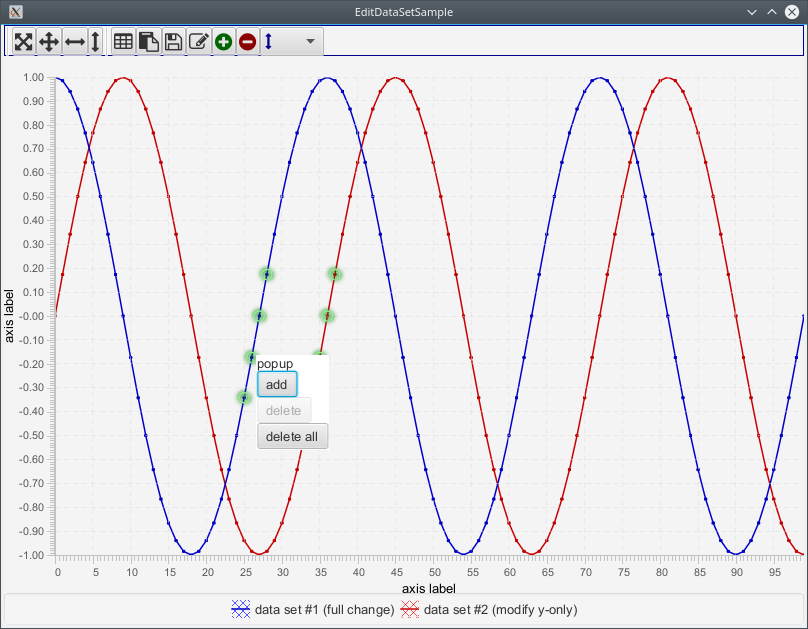 EditDataSetSample
1.00
0.90
0.80
0.70
0.60
0.50
0.40
0.30
0.20
0.10
-0.00
-0.10
-0.20
-0.30
-0.40
-0.50
-0.60
-0.70
-0.80
-0.90
-1.00
axis label
popup
add
delete
delete all
0 5 10 15 20 25 30 35 40 45 50 55 60 65 70 75 80 85 90 95
axis label
data set #1 (full change) data set #2 (modify y-only)